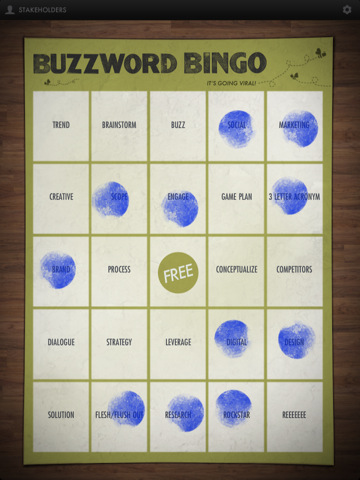 STAKEHOLDERS
BUZZWORD BINGO
IT'S GOING VIRAL!
TREND BRAINSTORM BUZZ SOCIAL MARKETING
CREATIVE SCOPE ENGAGE GAME PLAN 3 LETTER ACRONYM
BRAND PROCESS FREE CONCEPTUALIZE COMPETITORS
DIALOGUE STRATEGY LEVERAGE DIGITAL DESIGN
SOLUTION FLESH/FLUSH OUT RESEARCH ROCKSTAR REEEEEE